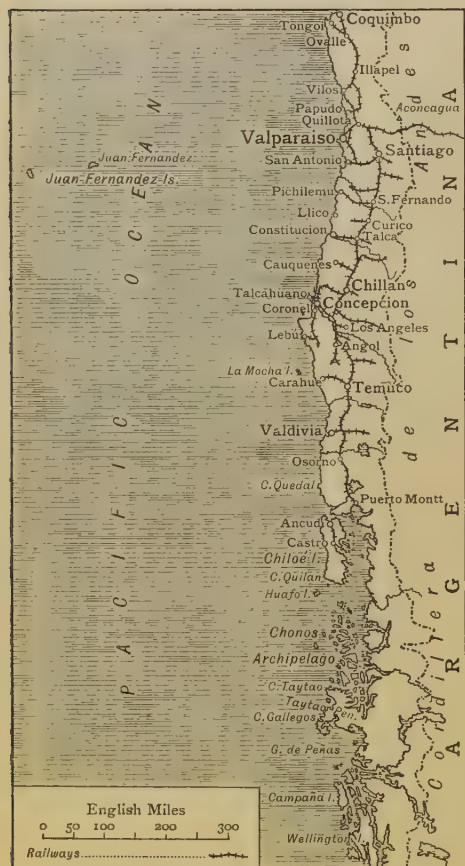 Coquimbo
Tongoi
Ovalle
Illapel
Vilos
Papudo
Quillota
Aconcagua
Valparaiso
Santiago
San Antonio
Juan Fernandez
Juan-Fernandez-Is.
Pichilemu
S. Fernando
Llico
Curico
Constitucion
Talca
Cauquenes
Chillan
Talcahuano
Concepcion
Coronel
Los Angeles
Lebu
Angol
La Mocha I.
Carahue
Temuco
Valdivia
Osorno
C. Quedal
Puerto Montt
Ancud
Castro
Chiloé I.
C. Quilan
Huafo I.
Chonos
Archipelago
C. Taytao
Taytao
Pen.
C. Gallegos
G. de Peñas
Campana I.
Wellington I.
PACIFIC OCEAN
Cordillera de los Andes
ARGENTINA
English Miles
0 50 100 200 300
Railways